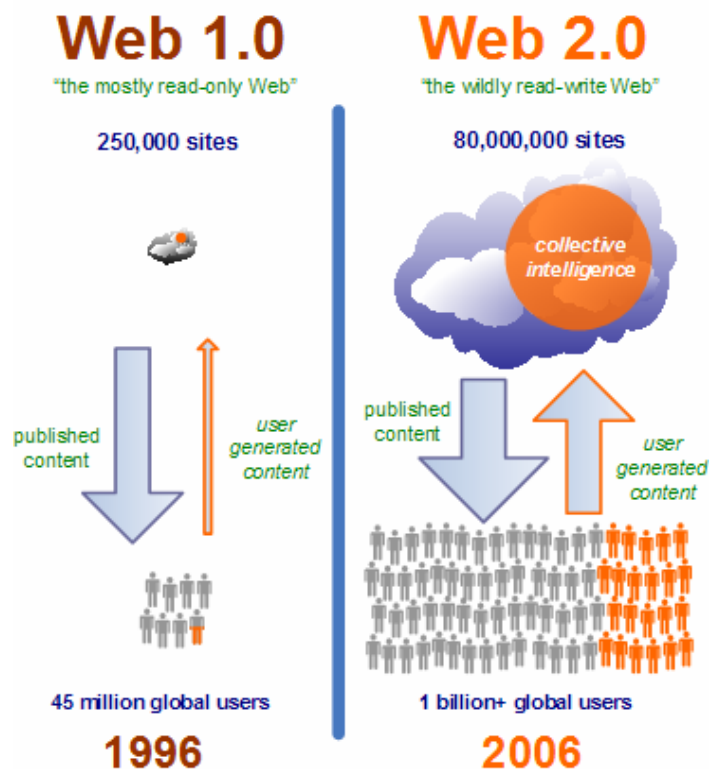 Web 1.0
"the mostly read-only Web"
250,000 sites
published
content
user
generated
content
45 million global users
1996
Web 2.0
"the wildly read-write Web"
80,000,000 sites
collective
intelligence
published
content
user
generated
content
1 billion+ global users
2006